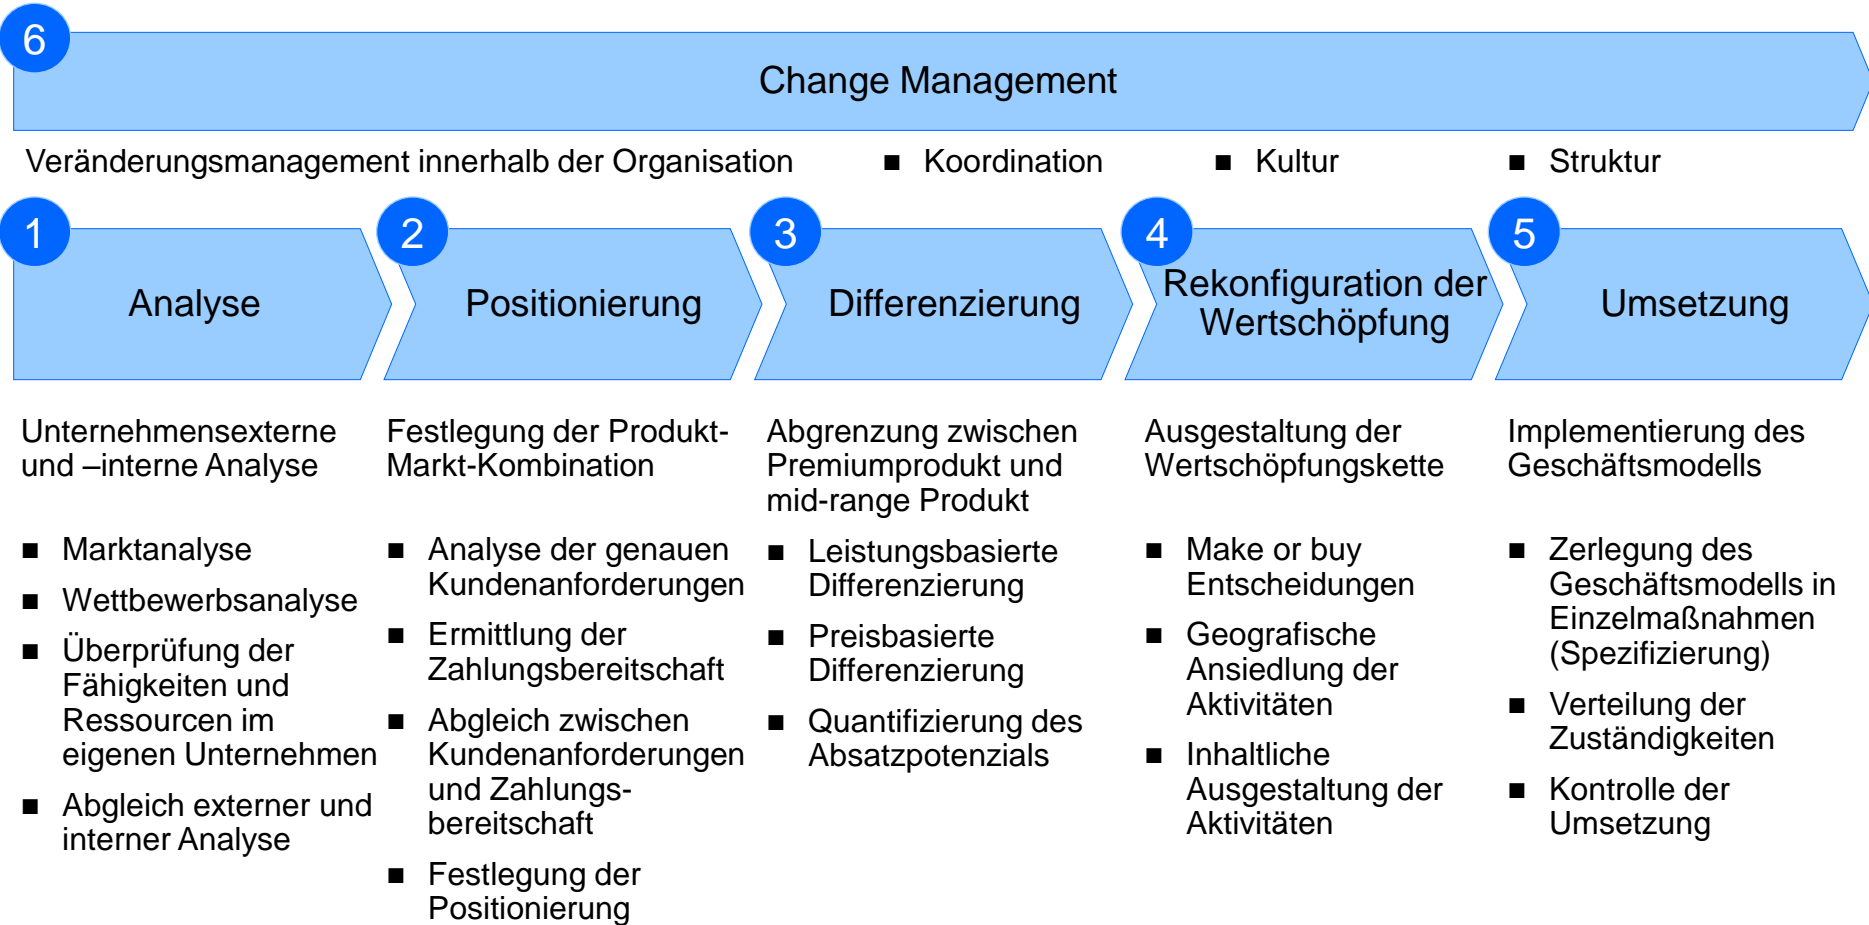 6
Change Management
Veränderungsmanagement innerhalb der Organisation
■ Koordination
■ Kultur
■ Struktur
1
Analyse
Unternehmensexterne
und –interne Analyse
■ Marktanalyse
■ Wettbewerbsanalyse
■ Überprüfung der
Fähigkeiten und
Ressourcen im
eigenen Unternehmen
■ Abgleich externer und
interner Analyse
2
Positionierung
Festlegung der Produkt-
Markt-Kombination
■ Analyse der genauen
Kundenanforderungen
■ Ermittlung der
Zahlungsbereitschaft
■ Abgleich zwischen
Kundenanforderungen
und Zahlungs-
bereitschaft
■ Festlegung der
Positionierung
3
Differenzierung
Abgrenzung zwischen
Premiumprodukt und
mid-range Produkt
■ Leistungsbasierte
Differenzierung
■ Preisbasierte
Differenzierung
■ Quantifizierung des
Absatzpotenzials
4
Rekonfiguration der
Wertschöpfung
Ausgestaltung der
Wertschöpfungskette
■ Make or buy
Entscheidungen
■ Geografische
Ansiedlung der
Aktivitäten
■ Inhaltliche
Ausgestaltung der
Aktivitäten
5
Umsetzung
Implementierung des
Geschäftsmodells
■ Zerlegung des
Geschäftsmodells in
Einzelmaßnahmen
(Spezifizierung)
■ Verteilung der
Zuständigkeiten
■ Kontrolle der
Umsetzung